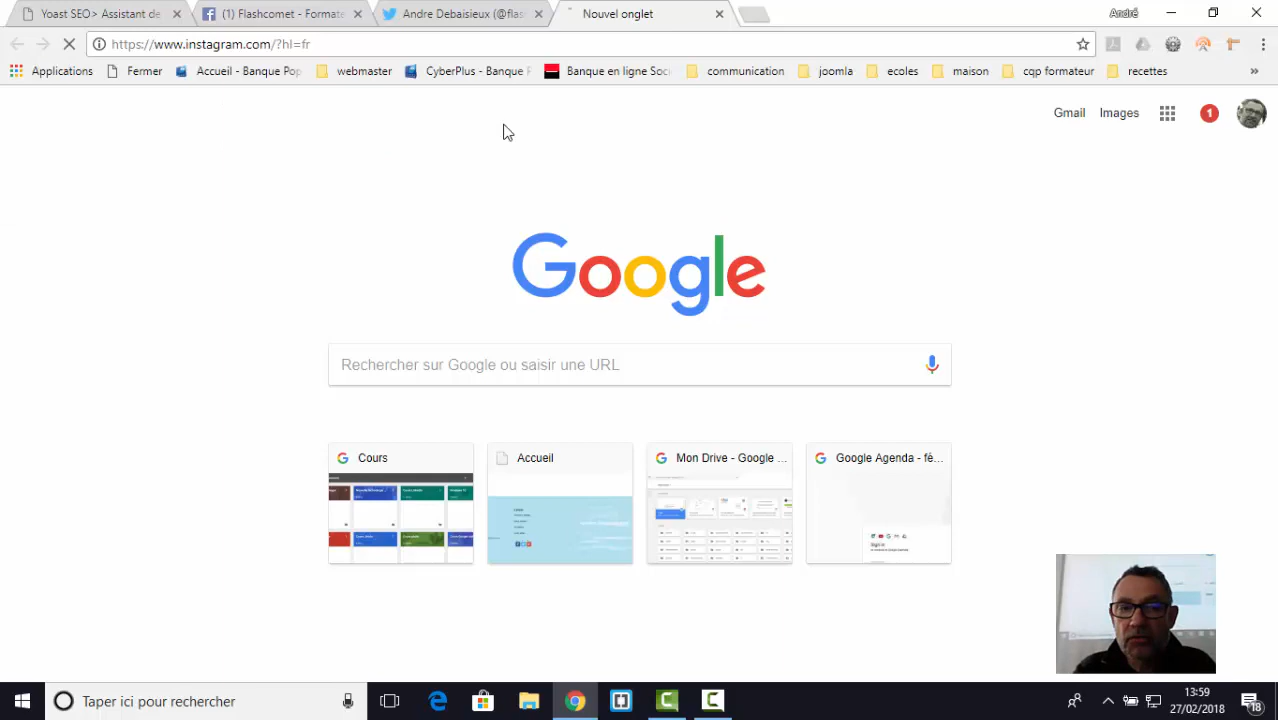 Yoast SEO> Assistant de
(1) Flashcomet - Formate
Andre Debaisieux (@flas
Nouvel onglet
André
https://www.instagram.com/?hl=fr
Applications
Fermer
Accueil - Banque Pop
webmaster
CyberPlus - Banque P
Banque en ligne Soc
communication
joomla
ecoles
maison
cqp formateur
recettes
»
Gmail
Images
1
Google
Rechercher sur Google ou saisir une URL
Cours
Accueil
Mon Drive - Google ...
Google Agenda - fé...
Sign in
Taper ici pour rechercher
13:59
27/02/2018
18